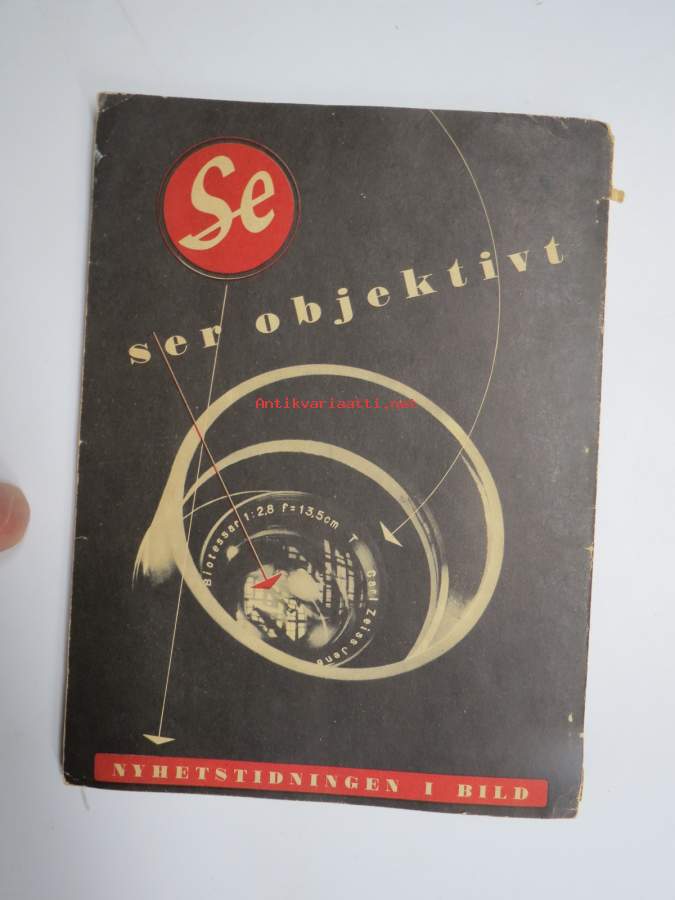 Se
ser objektivt
Antikvariaatti.net
Biotessar 1:2,8 f=13,5cm T Carl Zeiss Jena
NYHETSTIDNINGEN I BILD